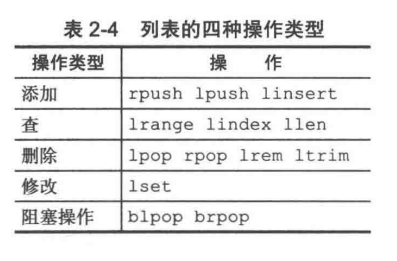 表 2-4 列表的四种操作类型
操作类型 操 作
添加 rpush lpush linsert
查 lrange lindex llen
删除 lpop rpop lrem ltrim
修改 lset
阻塞操作 blpop brpop